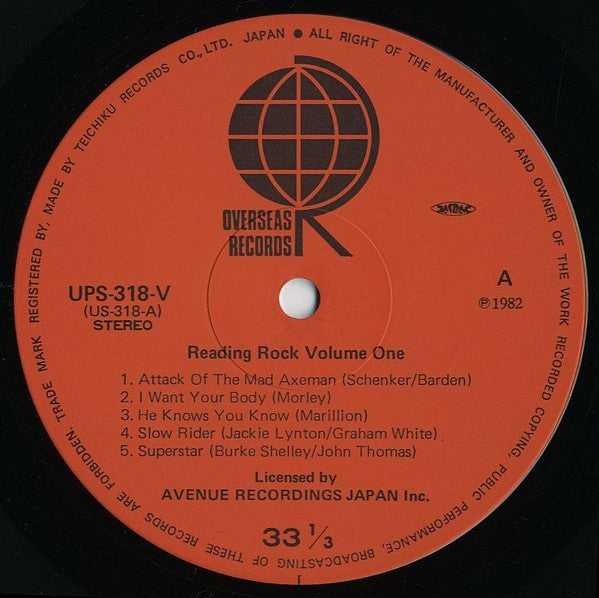 TRADE MARK REGISTERED BY, MADE BY TEICHIKU RECORDS CO., LTD. JAPAN ● ALL RIGHT OF THE MANUFACTURER AND OWNER OF THE WORK RECORDED COPYING, PUBLIC PERFORMANCE, BROADCASTING OF THESE RECORDS ARE FORBIDDEN,
OVERSEAS
RECORDS
JASRAC
UPS-318-V
(US-318-A)
STEREO
A
℗1982
Reading Rock Volume One
1. Attack Of The Mad Axeman (Schenker/Barden)
2. I Want Your Body (Morley)
3. He Knows You Know (Marillion)
4. Slow Rider (Jackie Lynton/Graham White)
5. Superstar (Burke Shelley/John Thomas)
Licensed by
AVENUE RECORDINGS JAPAN Inc.
33 ⅓